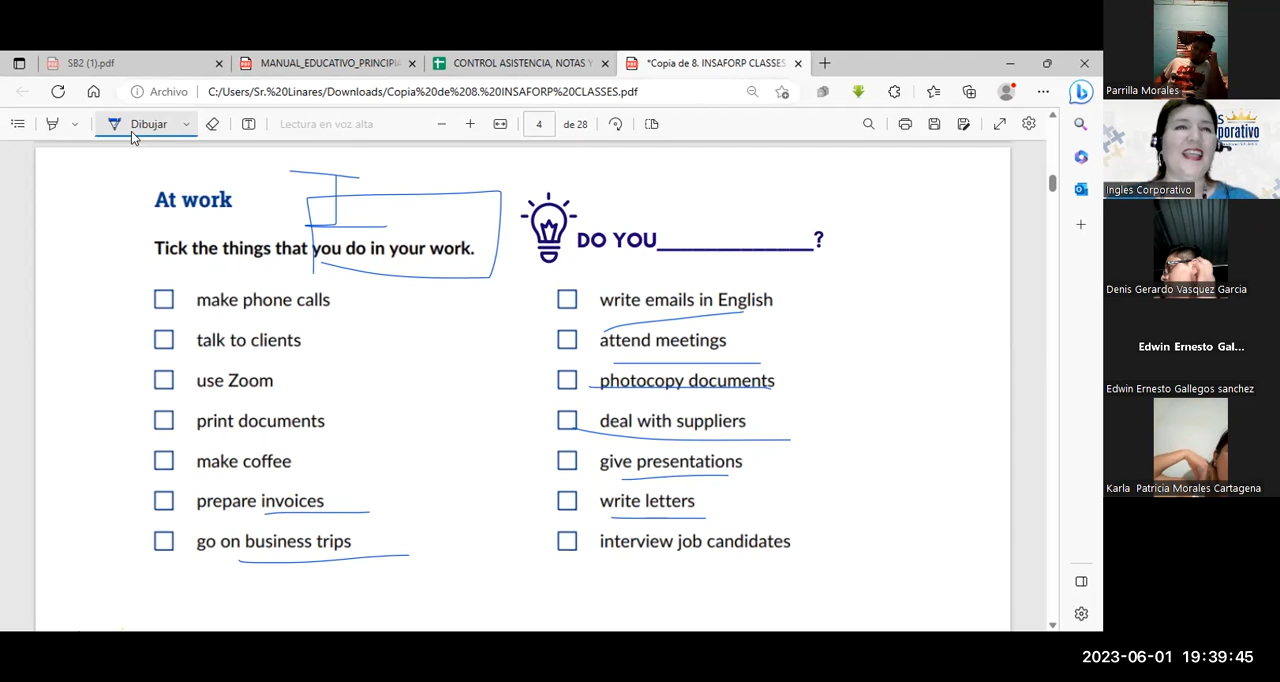 SB2 (1).pdf
MANUAL_EDUCATIVO_PRINCIPIA
CONTROL ASISTENCIA, NOTAS Y
*Copia de 8. INSAFORP CLASSES.
Archivo
C:/Users/Sr.%20Linares/Downloads/Copia%20de%208.%20INSAFORP%20CLASSES.pdf
Dibujar
Lectura en voz alta
4
de 28
At work
Tick the things that you do in your work.
make phone calls
talk to clients
use Zoom
print documents
make coffee
prepare invoices
go on business trips
I
DO YOU______________?
write emails in English
attend meetings
photocopy documents
deal with suppliers
give presentations
write letters
interview job candidates
Parrilla Morales
S
porativo
Ingles Corporativo
Denis Gerardo Vasquez Garcia
Edwin Ernesto Gal...
Edwin Ernesto Gallegos sanchez
Karla Patricia Morales Cartagena
2023-06-01 19:39:45